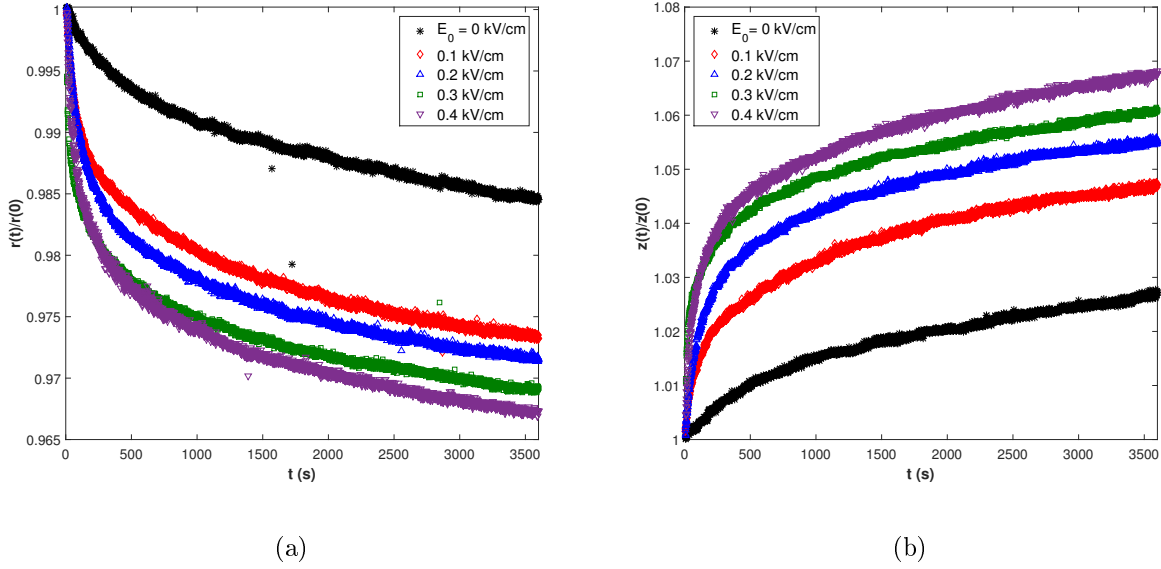 1
0.995
0.99
0.985
0.98
0.975
0.97
0.965
r(t)/r(0)
0 500 1000 1500 2000 2500 3000 3500
t (s)
E_0 = 0 kV/cm
0.1 kV/cm
0.2 kV/cm
0.3 kV/cm
0.4 kV/cm
(a)
1.08
1.07
1.06
1.05
1.04
1.03
1.02
1.01
1
z(t)/z(0)
0 500 1000 1500 2000 2500 3000 3500
t (s)
E_0 = 0 kV/cm
0.1 kV/cm
0.2 kV/cm
0.3 kV/cm
0.4 kV/cm
(b)